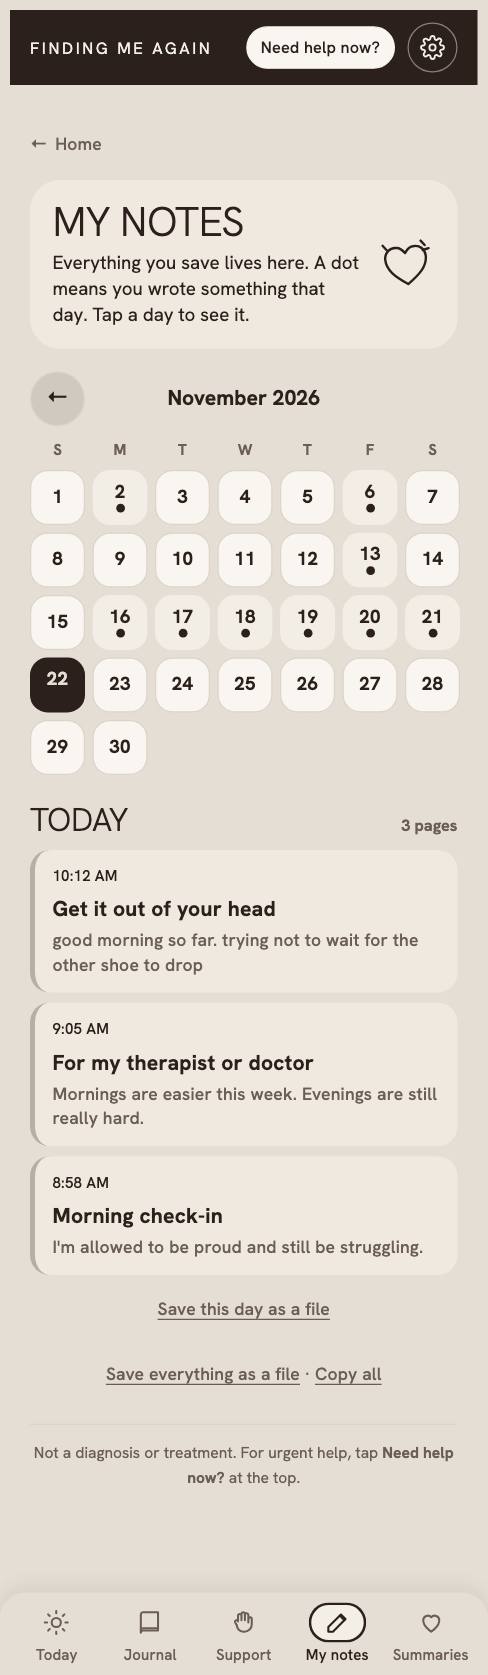 FINDING ME AGAIN
Need help now?
← Home
MY NOTES
Everything you save lives here. A dot
means you wrote something that
day. Tap a day to see it.
← November 2026
S M T W T F S
1 2 3 4 5 6 7
8 9 10 11 12 13 14
15 16 17 18 19 20 21
22 23 24 25 26 27 28
29 30
TODAY
3 pages
10:12 AM
Get it out of your head
good morning so far. trying not to wait for the
other shoe to drop
9:05 AM
For my therapist or doctor
Mornings are easier this week. Evenings are still
really hard.
8:58 AM
Morning check-in
I'm allowed to be proud and still be struggling.
Save this day as a file
Save everything as a file · Copy all
Not a diagnosis or treatment. For urgent help, tap Need help
now? at the top.
Today Journal Support My notes Summaries